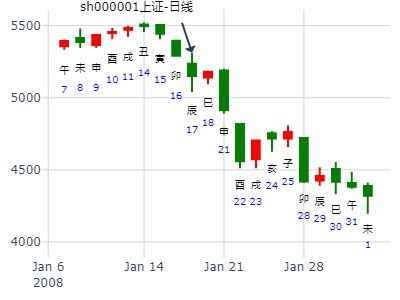 sh000001上证-日线
5500
5000
4500
4000
午
7
未
8
申
9
酉
10
戌
11
丑
14
寅
15
卯
16
辰
17
巳
18
申
21
酉
22
戌
23
亥
24
子
25
卯
28
辰
29
巳
30
午
31
未
1
Jan 6
2008
Jan 14
Jan 21
Jan 28